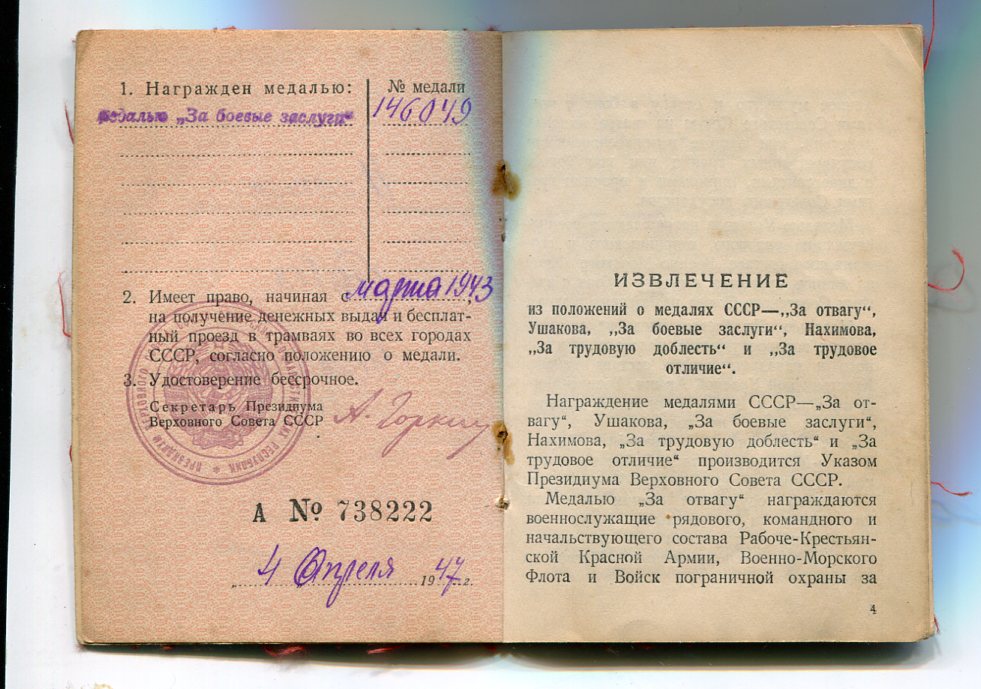 1. Награжден медалью:
№ медали
медалью „За боевые заслуги“
146049
2. Имеет право, начиная с марта 1943
на получение денежных выдач и бесплат-
ный проезд в трамваях во всех городах
СССР, согласно положению о медали.
3. Удостоверение бессрочное.
Секретарь Президиума
Верховного Совета СССР
А. Горкин
А № 738222
„ 4 Апреля 1947 г.
ИЗВЛЕЧЕНИЕ
из положений о медалях СССР—„За отвагу“,
Ушакова, „За боевые заслуги“, Нахимова,
„За трудовую доблесть“ и „За трудовое
отличие“.
Награждение медалями СССР—„За от-
вагу“, Ушакова, „За боевые заслуги“,
Нахимова, „За трудовую доблесть“ и „За
трудовое отличие“ производится Указом
Президиума Верховного Совета СССР.
Медалью „За отвагу“ награждаются
военнослужащие рядового, командного и
начальствующего состава Рабоче-Крестьян-
ской Красной Армии, Военно-Морского
Флота и Войск пограничной охраны за
4